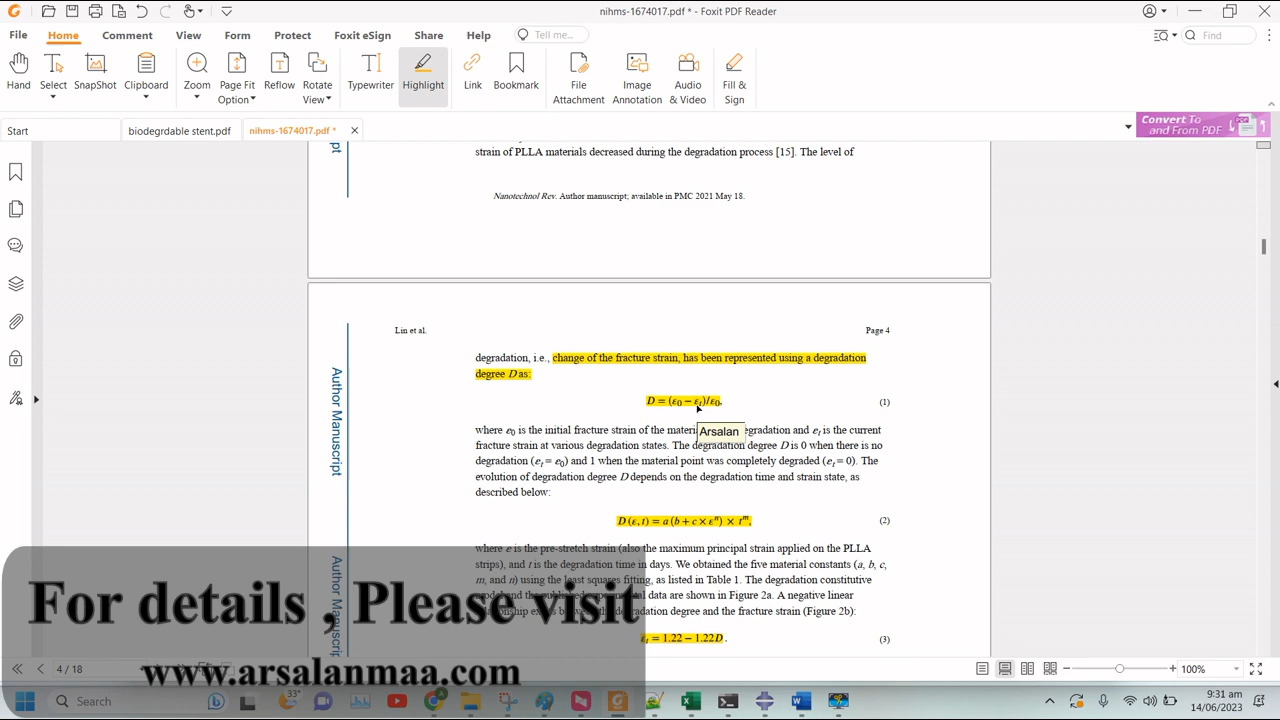 nihms-1674017.pdf * - Foxit PDF Reader
File Home Comment View Form Protect Foxit eSign Share Help Tell me... Find
Hand Select SnapShot Clipboard Zoom Page Fit Option Reflow Rotate View Typewriter Highlight Link Bookmark File Attachment Image Annotation Audio & Video Fill & Sign
Start biodegrdable stent.pdf nihms-1674017.pdf * Convert To and From PDF
strain of PLLA materials decreased during the degradation process [15]. The level of
Nanotechnol Rev. Author manuscript; available in PMC 2021 May 18.
Lin et al. Page 4
degradation, i.e., change of the fracture strain, has been represented using a degradation
degree D as:
D = (ε0 − εt)/ε0, (1)
Arsalan
where ε0 is the initial fracture strain of the degradation and εt is the current
fracture strain at various degradation states. The degradation degree D is 0 when there is no
degradation (εt = ε0) and 1 when the material point was completely degraded (εt = 0). The
evolution of degradation degree D depends on the degradation time and strain state, as
described below:
D (ε, t) = a (b + c × εⁿ) × tᵐ, (2)
where ε is the pre-stretch strain (also the maximum principal strain applied on the PLLA
strips), and t is the degradation time in days. We obtained the five material constants (a, b, c,
m, and n) using the least squares fitting, as listed in Table 1. The degradation constitutive
data are shown in Figure 2a. A negative linear
degradation degree and the fracture strain (Figure 2b):
εt = 1.22 − 1.22D . (3)
Author Manuscript
Author Manuscript
For details , Please visit
www.arsalanmaa.com
4 / 18 100%
Search 33° 9:31 am
14/06/2023